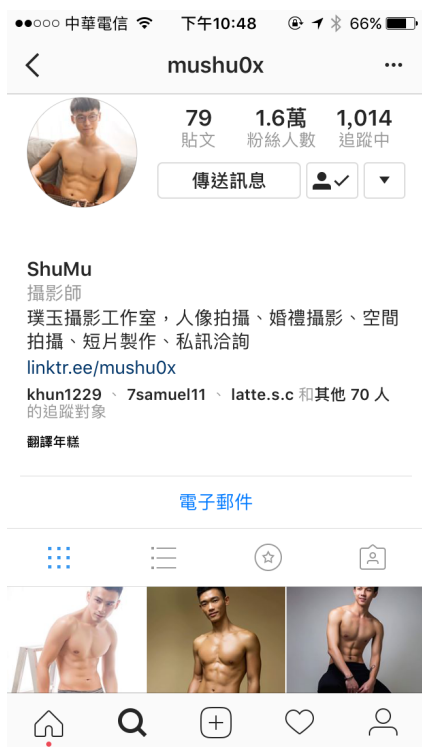 中華電信 下午10:48 66%
mushu0x
79 1.6萬 1,014
貼文 粉絲人數 追蹤中
傳送訊息
ShuMu
攝影師
璞玉攝影工作室，人像拍攝、婚禮攝影、空間
拍攝、短片製作、私訊洽詢
linktr.ee/mushu0x
khun1229 、 7samuel11 、 latte.s.c 和其他 70 人
的追蹤對象
翻譯年糕
電子郵件